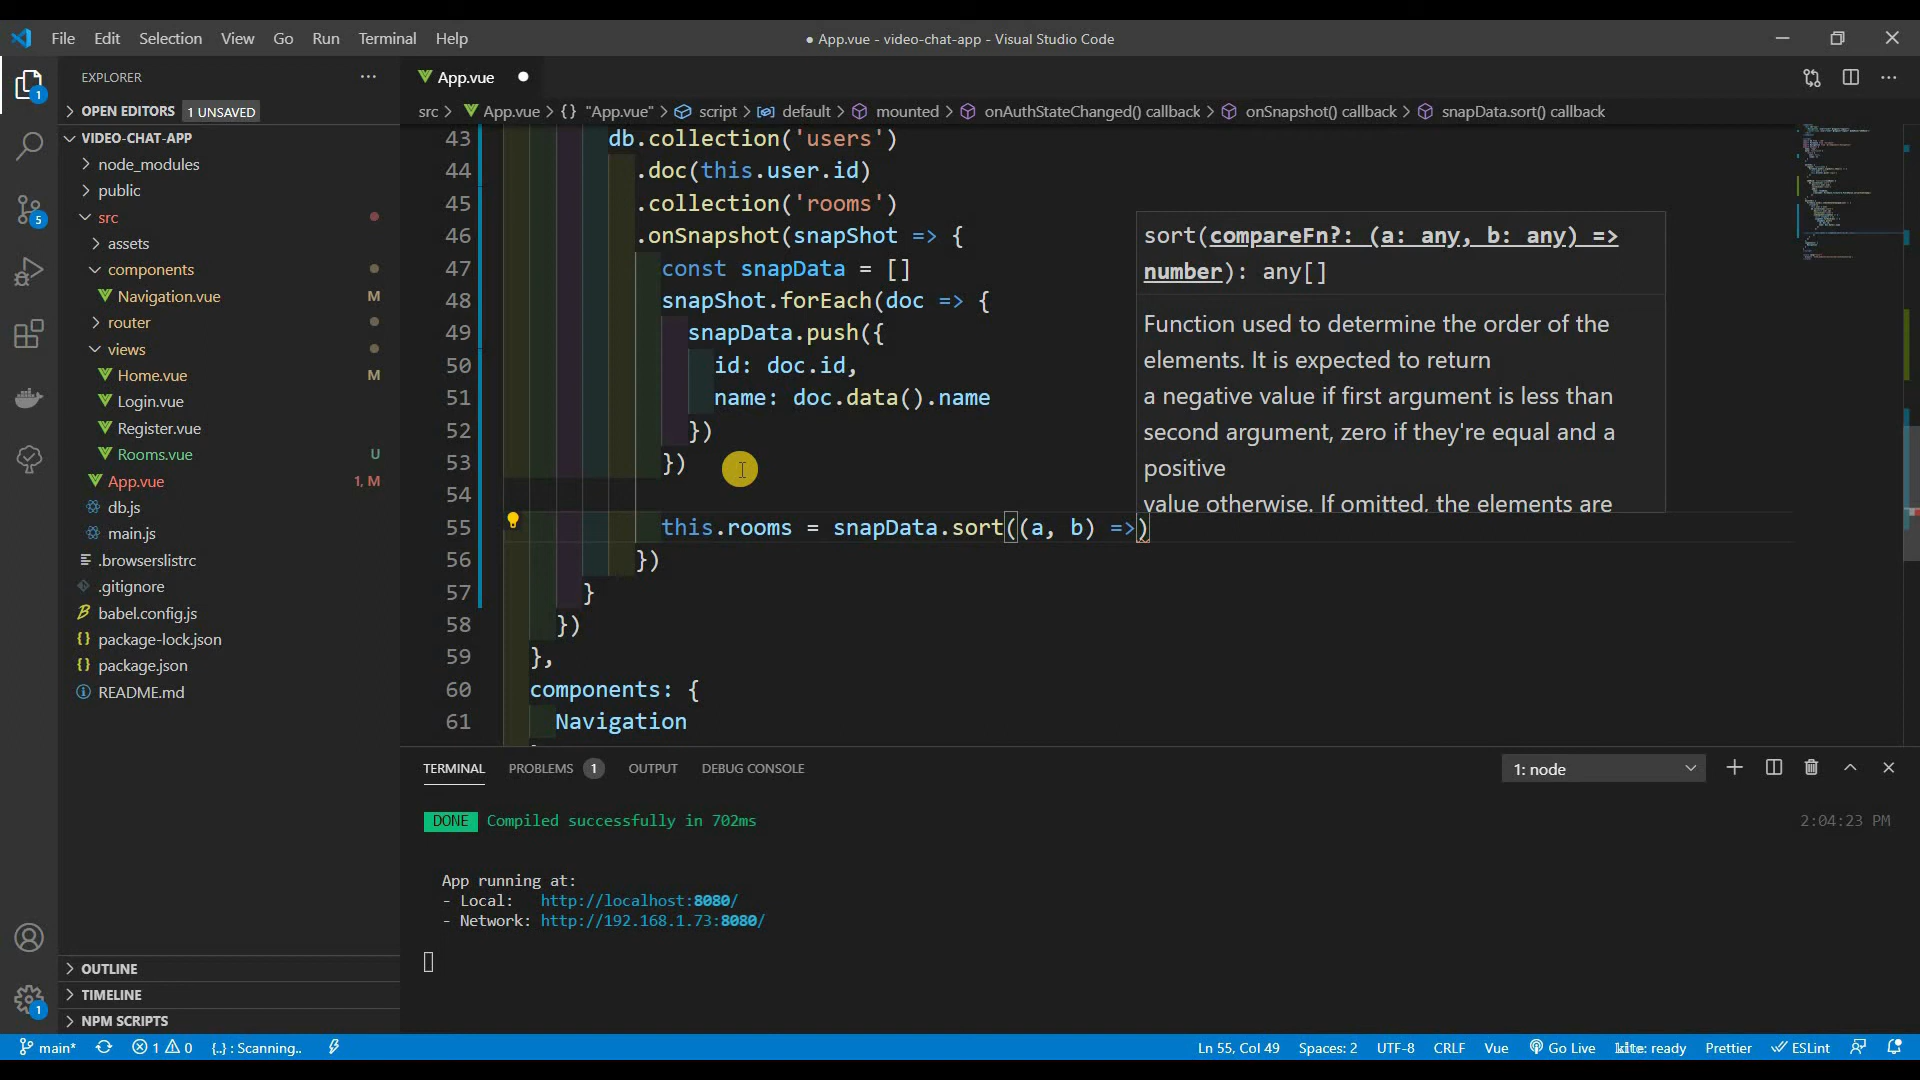 File Edit Selection View Go Run Terminal Help
● App.vue - video-chat-app - Visual Studio Code
EXPLORER
OPEN EDITORS 1 UNSAVED
VIDEO-CHAT-APP
node_modules
public
src
assets
components
Navigation.vue M
router
views
Home.vue M
Login.vue
Register.vue
Rooms.vue U
App.vue 1, M
db.js
main.js
.browserslistrc
.gitignore
babel.config.js
package-lock.json
package.json
README.md
OUTLINE
TIMELINE
NPM SCRIPTS
1
5
1
App.vue
src > App.vue > {} "App.vue" > script > default > mounted > onAuthStateChanged() callback > onSnapshot() callback > snapData.sort() callback
43 db.collection('users')
44 .doc(this.user.id)
45 .collection('rooms')
46 .onSnapshot(snapShot => {
47 const snapData = []
48 snapShot.forEach(doc => {
49 snapData.push({
50 id: doc.id,
51 name: doc.data().name
52 })
53 })
54
55 this.rooms = snapData.sort((a, b) =>)
56 })
57 }
58 })
59 },
60 components: {
61 Navigation
sort(compareFn?: (a: any, b: any) =>
number): any[]
Function used to determine the order of the
elements. It is expected to return
a negative value if first argument is less than
second argument, zero if they're equal and a
positive
value otherwise. If omitted, the elements are
TERMINAL PROBLEMS 1 OUTPUT DEBUG CONSOLE 1: node
DONE Compiled successfully in 702ms 2:04:23 PM
App running at:
- Local: http://localhost:8080/
- Network: http://192.168.1.73:8080/
main* 1 0 {..} : Scanning.. Ln 55, Col 49 Spaces: 2 UTF-8 CRLF Vue Go Live kite: ready Prettier ESLint